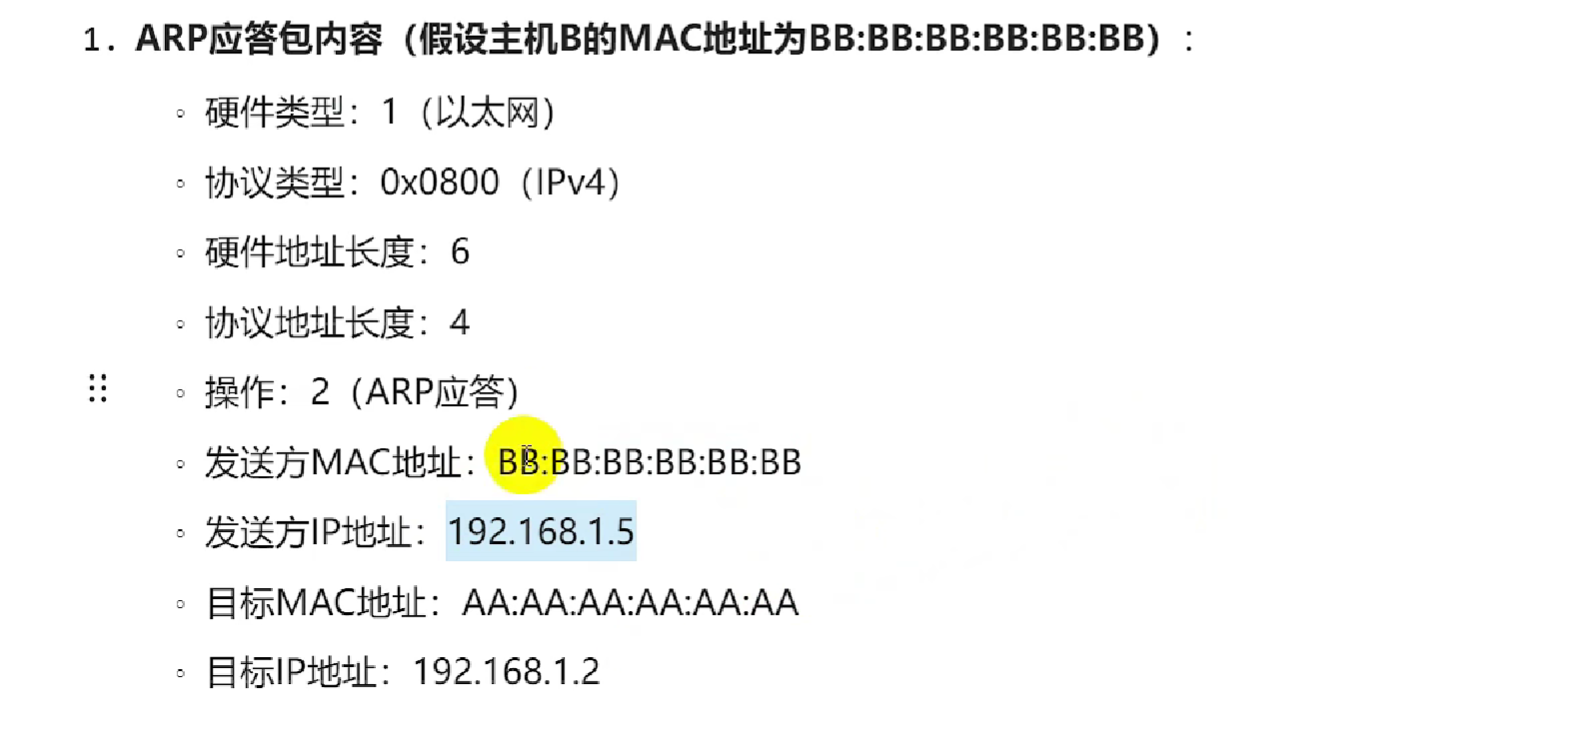 1. ARP应答包内容（假设主机B的MAC地址为BB:BB:BB:BB:BB:BB）：
◦ 硬件类型：1（以太网）
◦ 协议类型：0x0800（IPv4）
◦ 硬件地址长度：6
◦ 协议地址长度：4
◦ 操作：2（ARP应答）
◦ 发送方MAC地址：BB:BB:BB:BB:BB:BB
◦ 发送方IP地址：192.168.1.5
◦ 目标MAC地址：AA:AA:AA:AA:AA:AA
◦ 目标IP地址：192.168.1.2